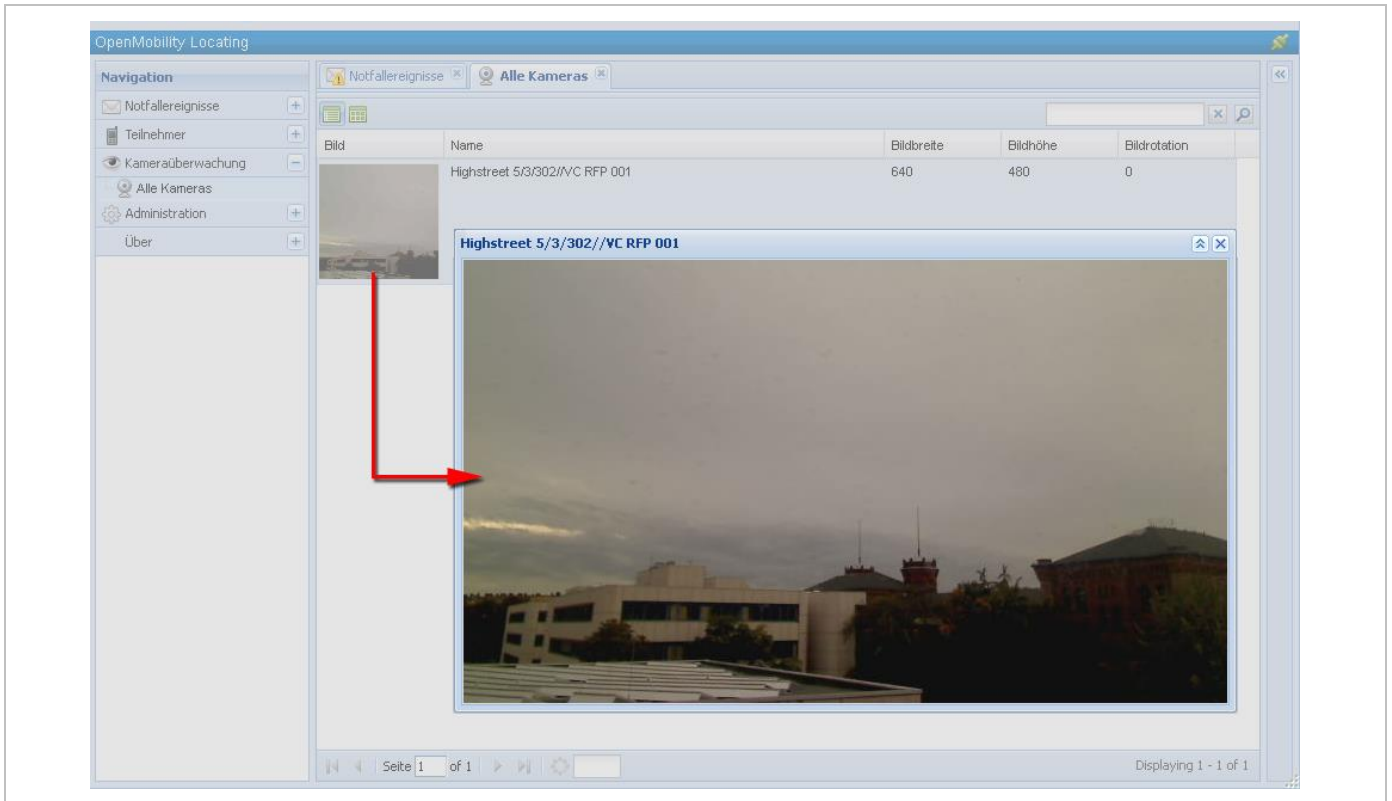 OpenMobility Locating
Navigation
Notfallereignisse
Teilnehmer
Kameraüberwachung
Alle Kameras
Administration
Über
Notfallereignisse Alle Kameras
Bild Name Bildbreite Bildhöhe Bildrotation
Highstreet 5/3/302//VC RFP 001 640 480 0
Highstreet 5/3/302//VC RFP 001
Seite 1 of 1 Displaying 1 - 1 of 1